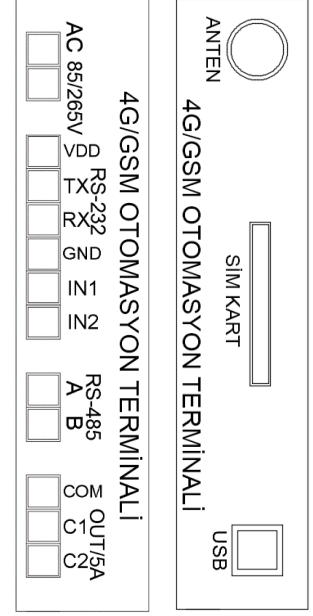 AC 85/265V
VDD
TX
RX
RS-232
GND
IN1
IN2
A
B
RS-485
COM
C1
C2
OUT/5A
4G/GSM OTOMASYON TERMİNALİ
ANTEN
4G/GSM OTOMASYON TERMİNALİ
SİM KART
USB